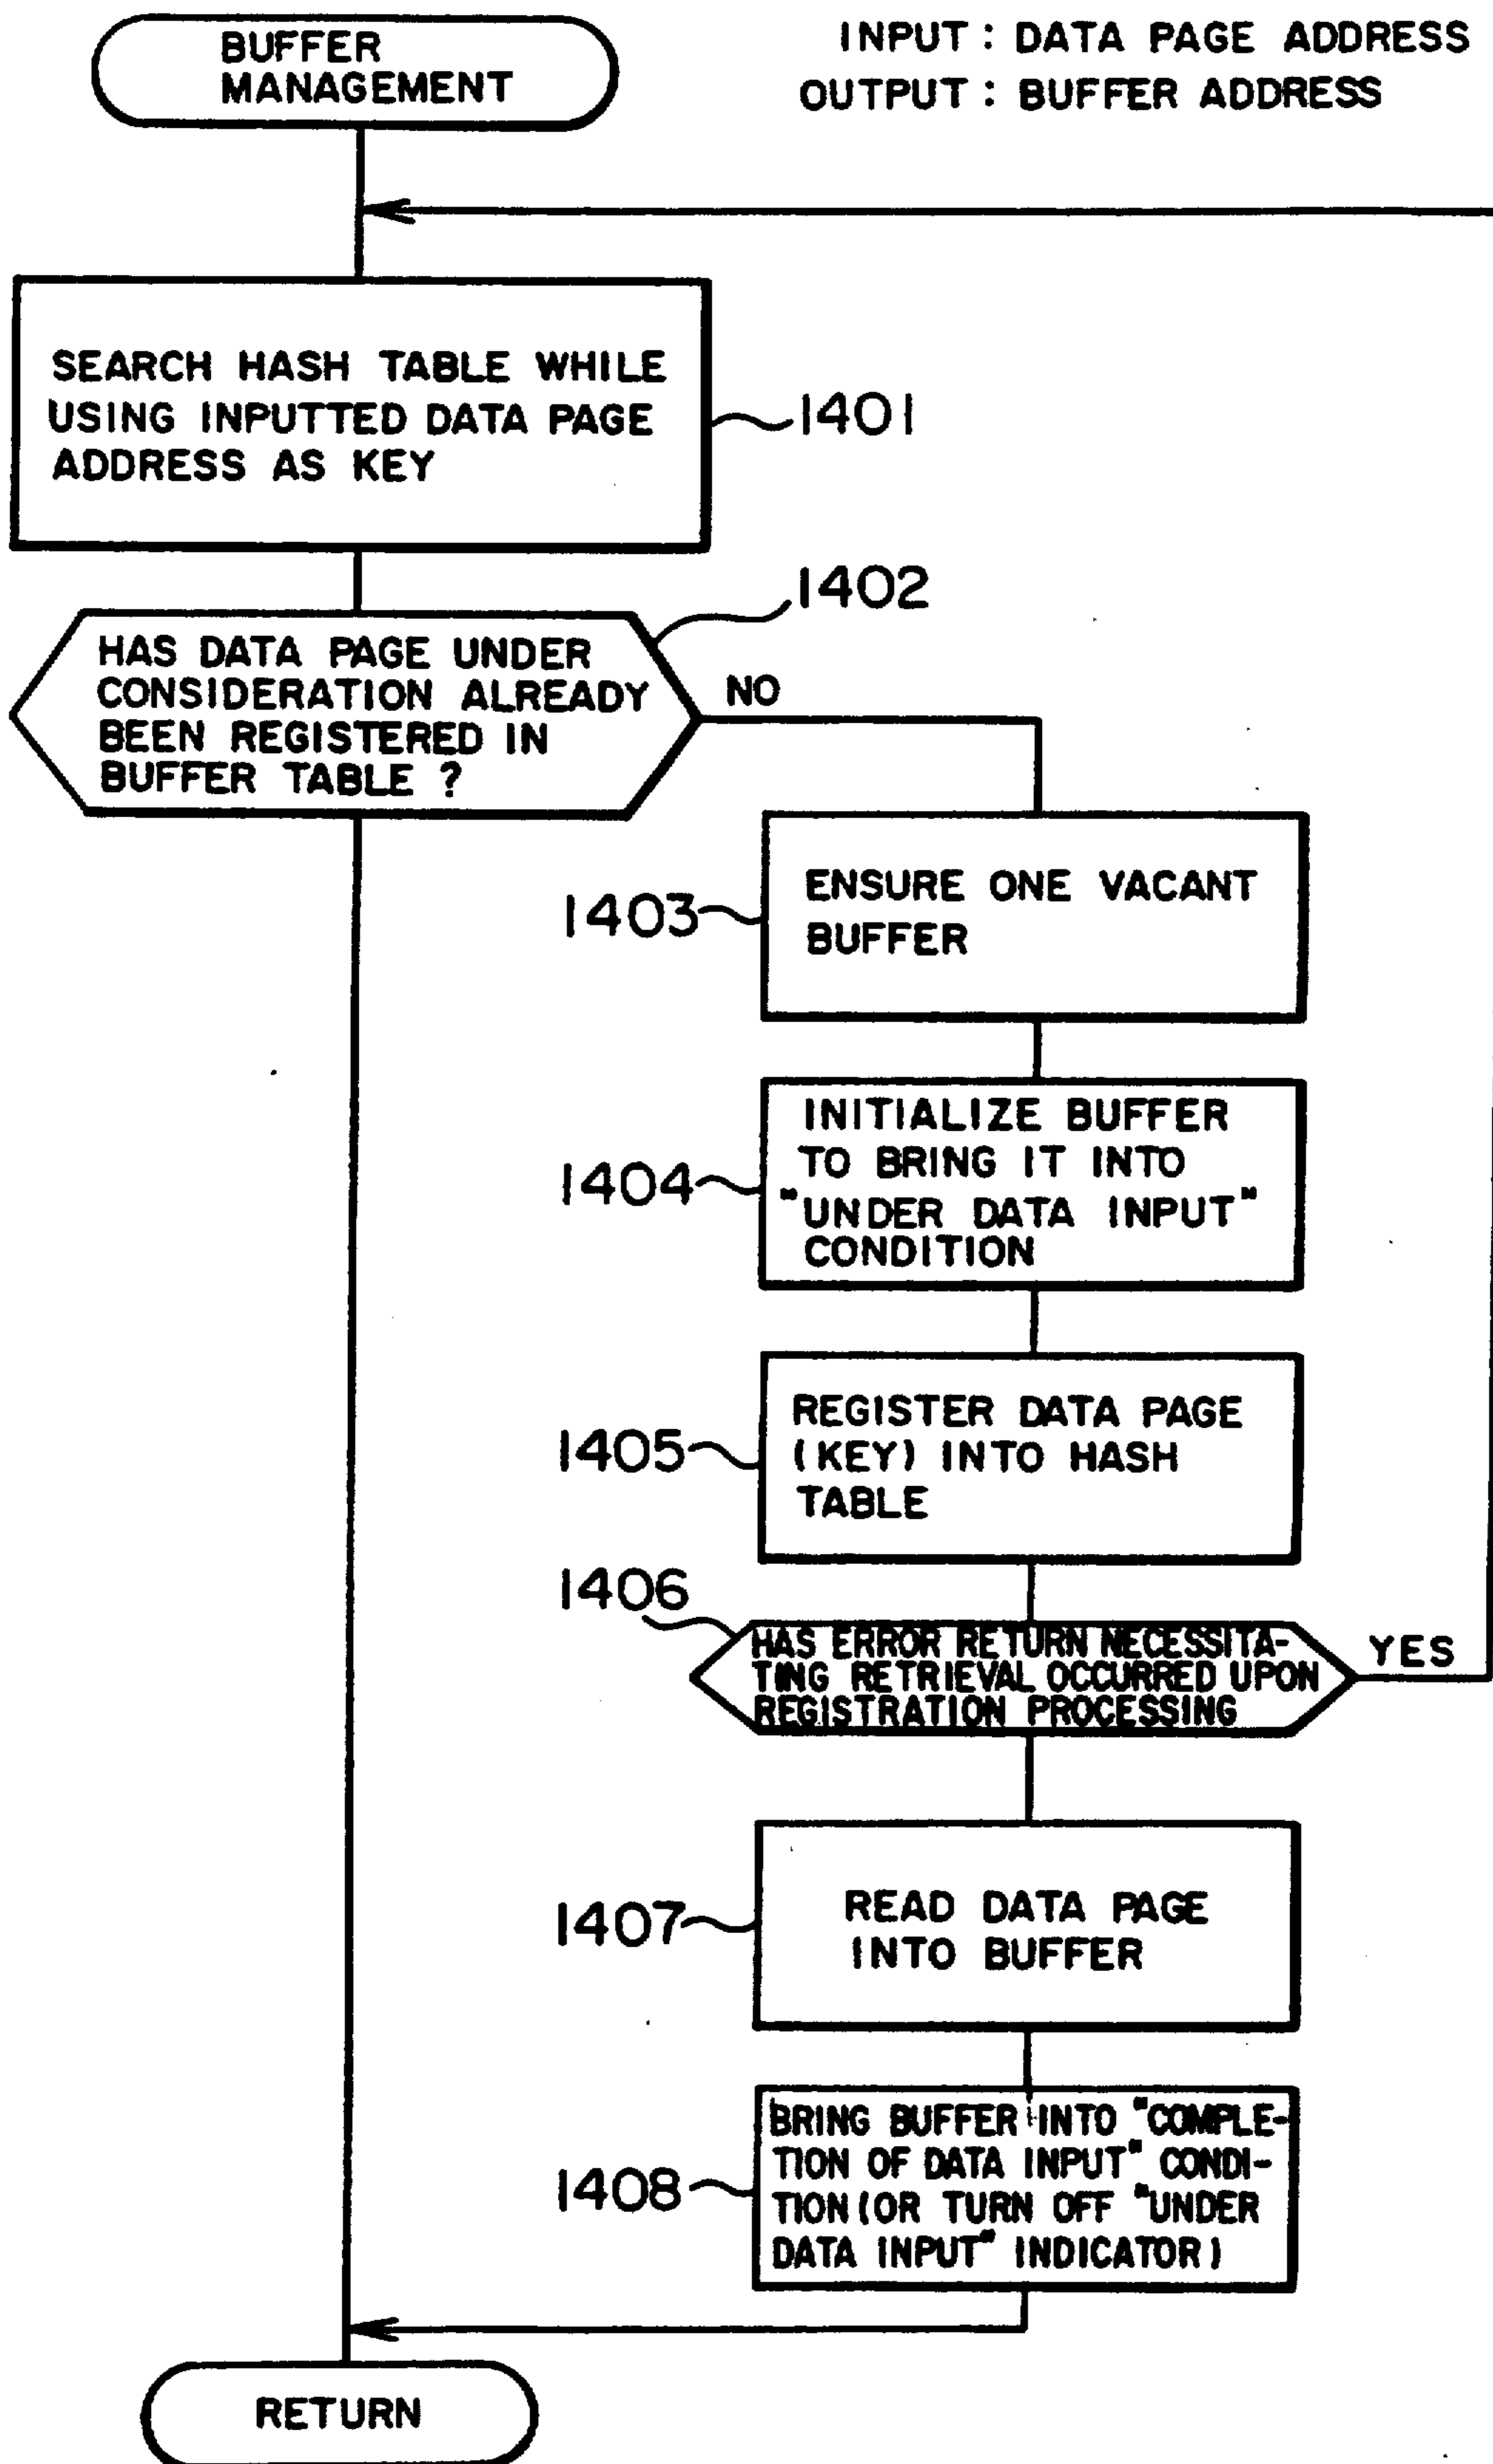 BUFFER
MANAGEMENT
INPUT : DATA PAGE ADDRESS
OUTPUT : BUFFER ADDRESS
SEARCH HASH TABLE WHILE
USING INPUTTED DATA PAGE
ADDRESS AS KEY
1401
1402
HAS DATA PAGE UNDER
CONSIDERATION ALREADY
BEEN REGISTERED IN
BUFFER TABLE ?
NO
1403
ENSURE ONE VACANT
BUFFER
1404
INITIALIZE BUFFER
TO BRING IT INTO
"UNDER DATA INPUT"
CONDITION
1405
REGISTER DATA PAGE
(KEY) INTO HASH
TABLE
1406
HAS ERROR RETURN NECESSITA-
TING RETRIEVAL OCCURRED UPON
REGISTRATION PROCESSING
YES
1407
READ DATA PAGE
INTO BUFFER
1408
BRING BUFFER INTO "COMPLE-
TION OF DATA INPUT" CONDI-
TION (OR TURN OFF "UNDER
DATA INPUT" INDICATOR)
RETURN